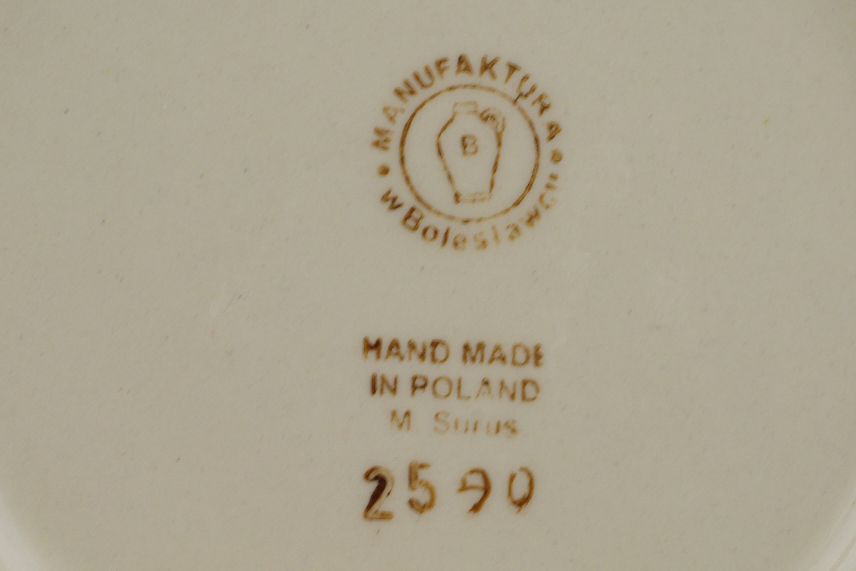 MANUFAKTURA
w Bolesławcu
B
HAND MADE
IN POLAND
M. Surus
2590